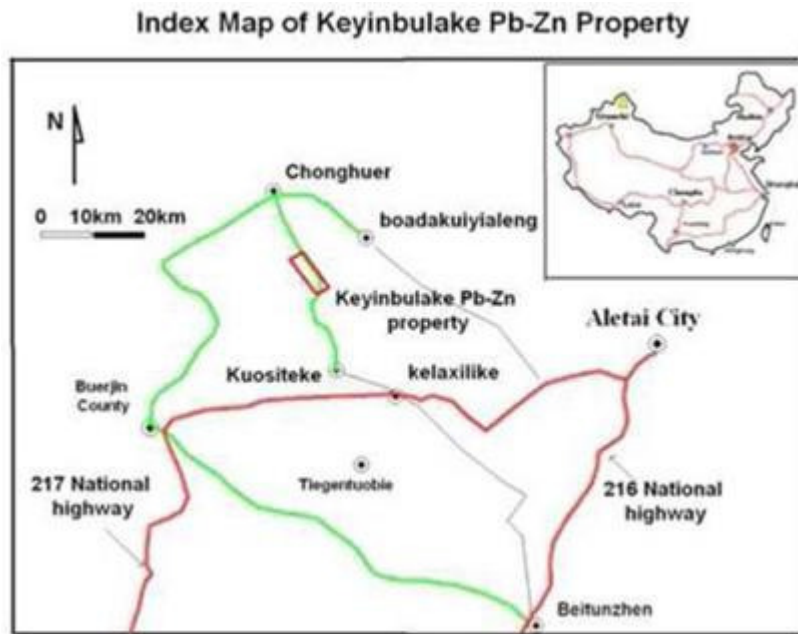 Index Map of Keyinbulake Pb-Zn Property
N
Chonghuer
0 10km 20km
boadakuiyialeng
Keyinbulake Pb-Zn
property
Aletai City
Kuositeke
kelaxilike
Buerjin
County
217 National
highway
Tiegentuobie
216 National
highway
Beitunzhen